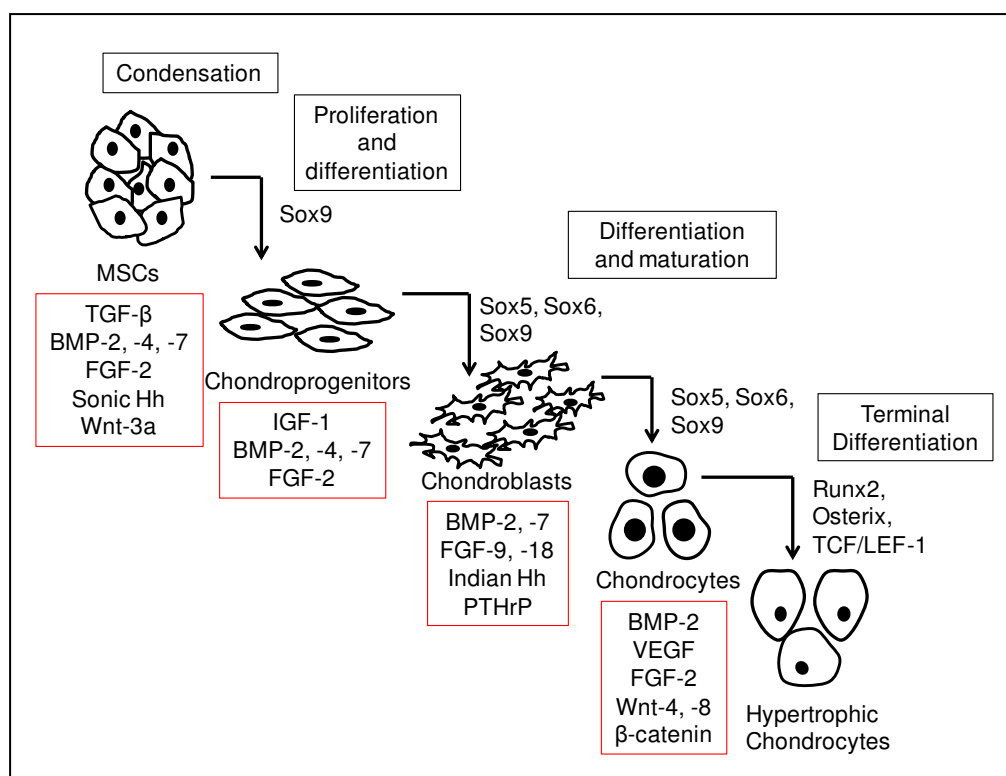 Condensation
Proliferation
and
differentiation
Sox9
MSCs
TGF-β
BMP-2, -4, -7
FGF-2
Sonic Hh
Wnt-3a
Differentiation
and maturation
Sox5, Sox6,
Sox9
Chondroprogenitors
IGF-1
BMP-2, -4, -7
FGF-2
Sox5, Sox6,
Sox9
Chondroblasts
BMP-2, -7
FGF-9, -18
Indian Hh
PTHrP
Terminal
Differentiation
Runx2,
Osterix,
TCF/LEF-1
Chondrocytes
BMP-2
VEGF
FGF-2
Wnt-4, -8
β-catenin
Hypertrophic
Chondrocytes